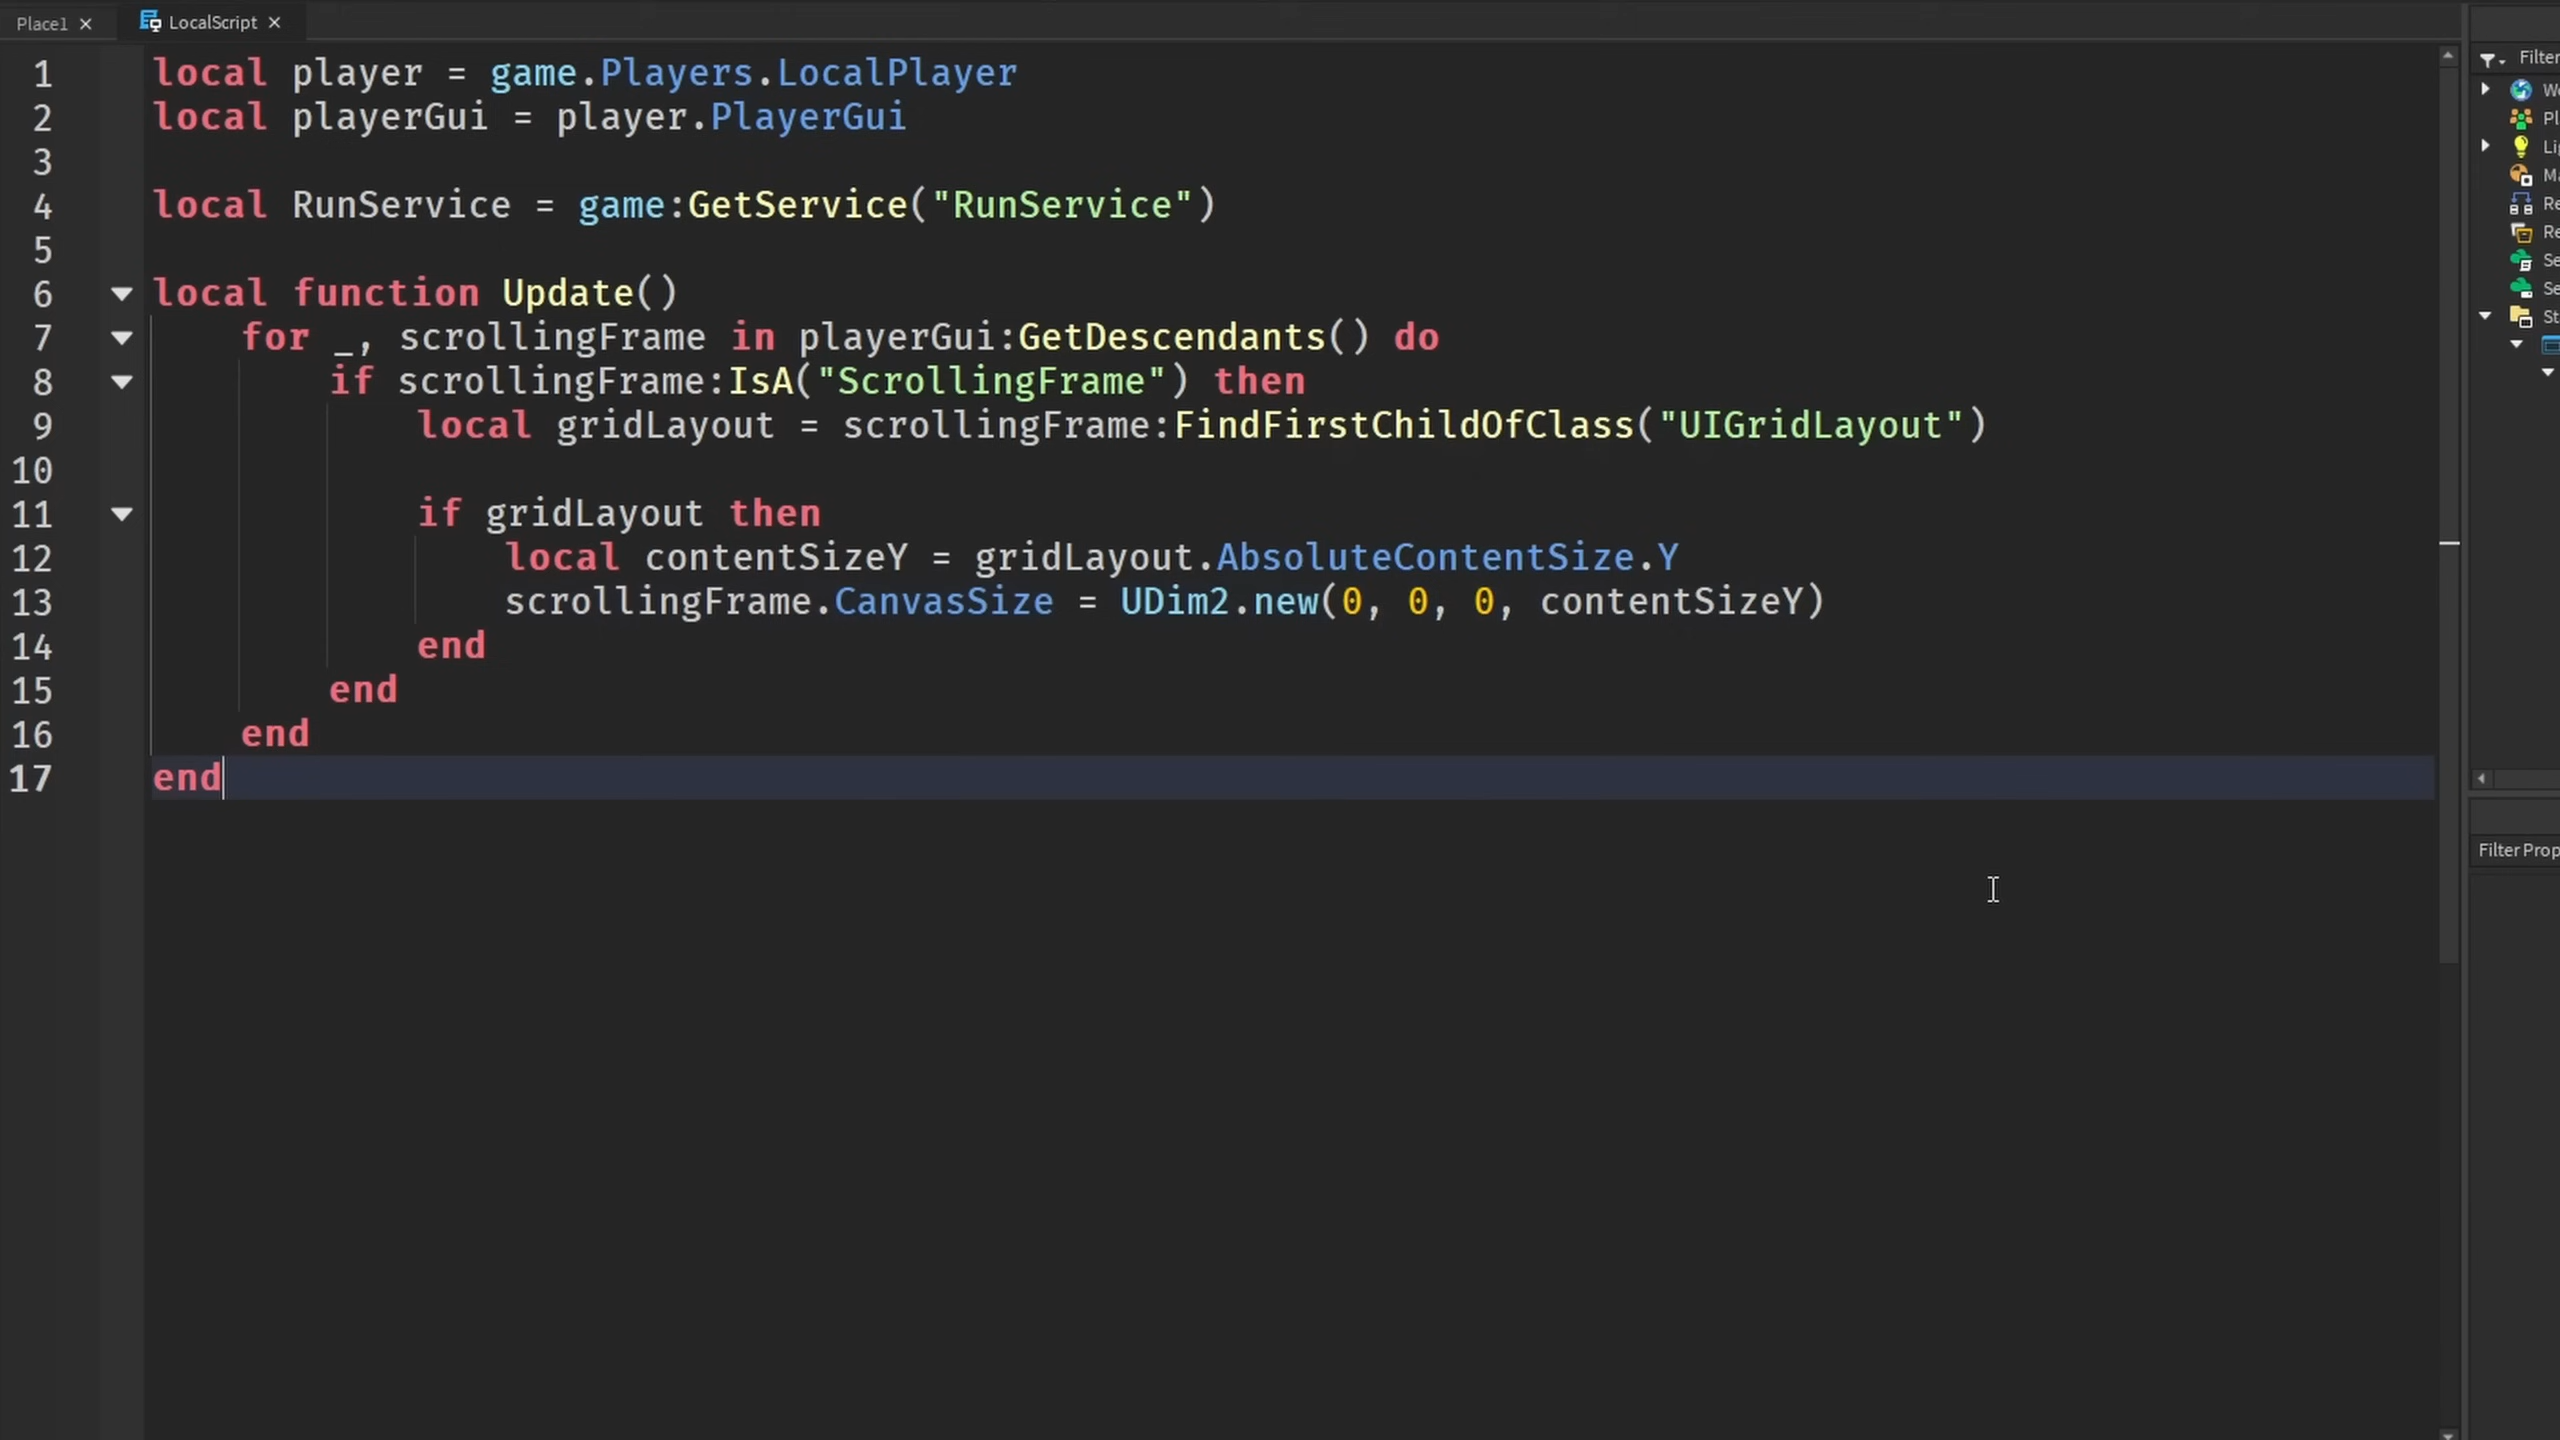 Place1
LocalScript
1 local player = game.Players.LocalPlayer
2 local playerGui = player.PlayerGui
3
4 local RunService = game:GetService("RunService")
5
6 local function Update()
7 for _, scrollingFrame in playerGui:GetDescendants() do
8 if scrollingFrame:IsA("ScrollingFrame") then
9 local gridLayout = scrollingFrame:FindFirstChildOfClass("UIGridLayout")
10
11 if gridLayout then
12 local contentSizeY = gridLayout.AbsoluteContentSize.Y
13 scrollingFrame.CanvasSize = UDim2.new(0, 0, 0, contentSizeY)
14 end
15 end
16 end
17 end
Filter
Filter Prop